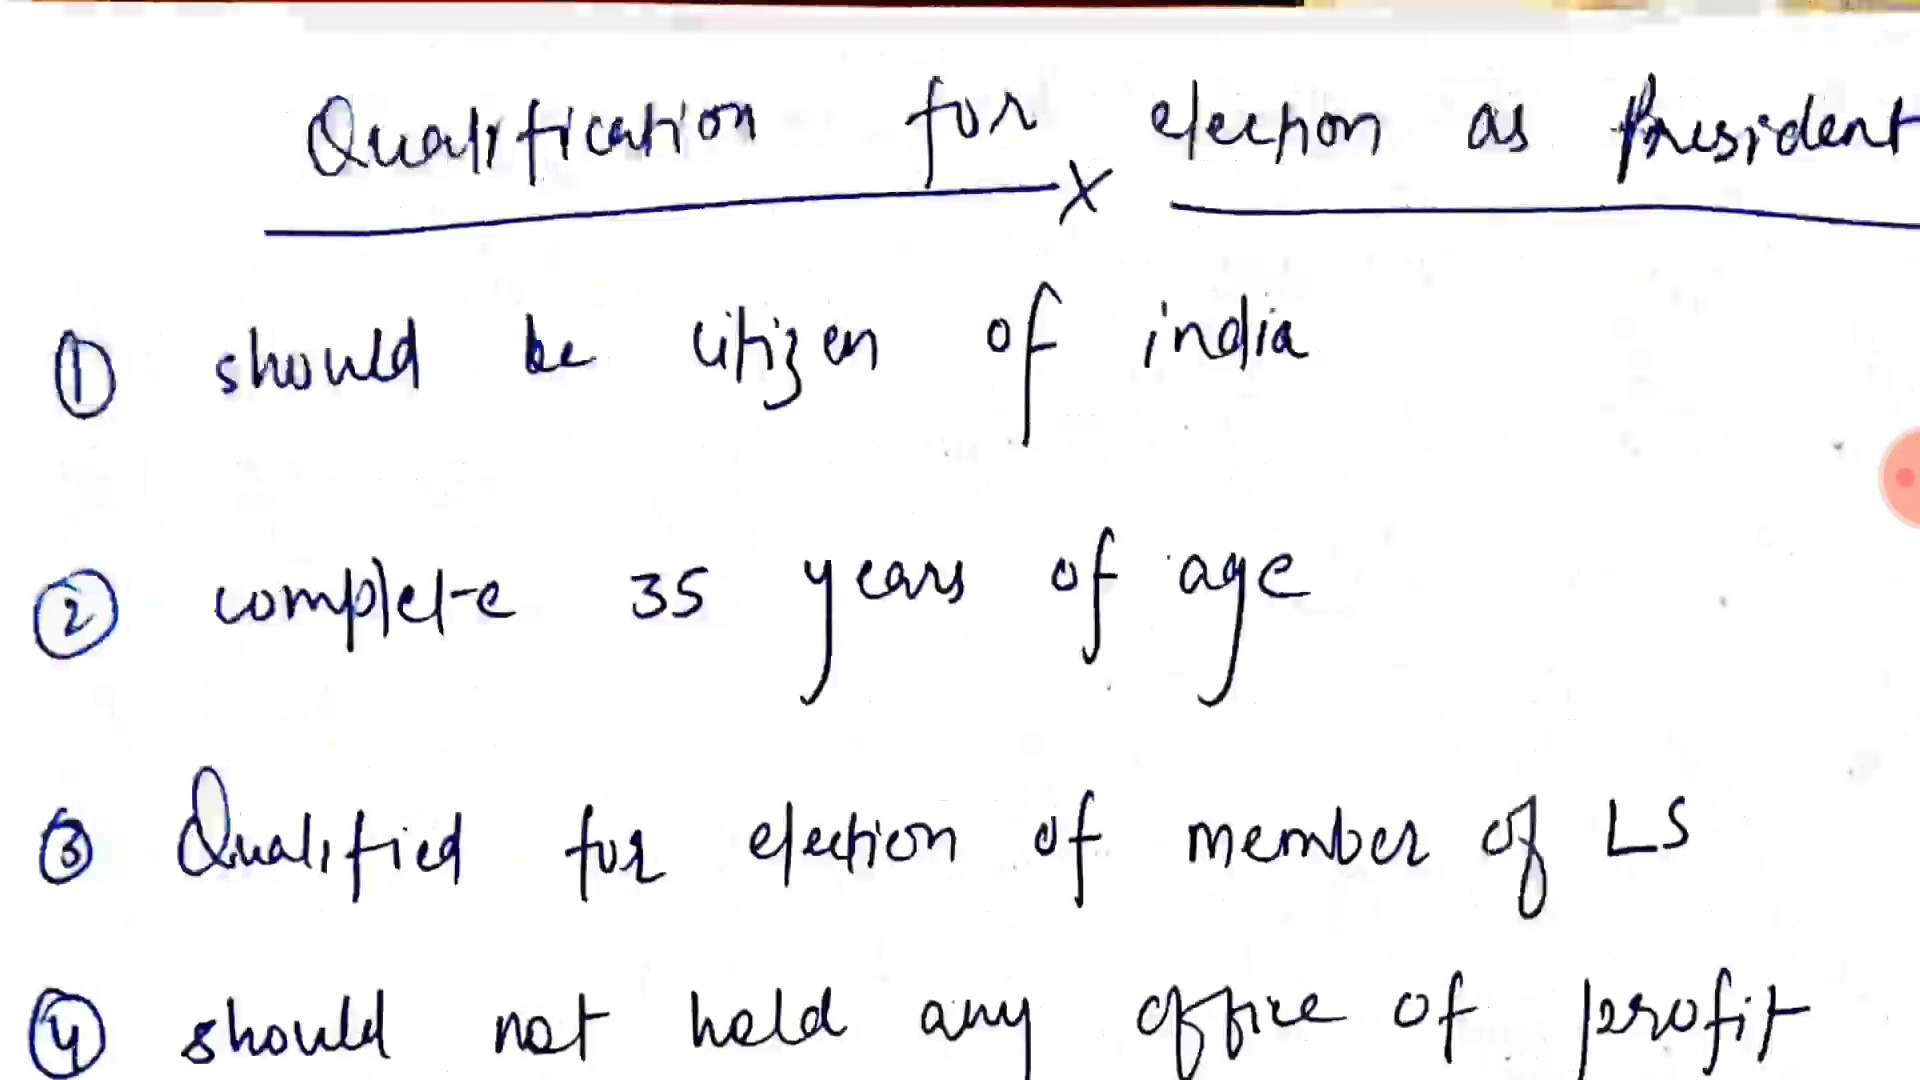 Qualification for election as President
① should be citizen of india
② complete 35 years of age
③ Qualified for election of member of LS
④ should not hold any office of profit